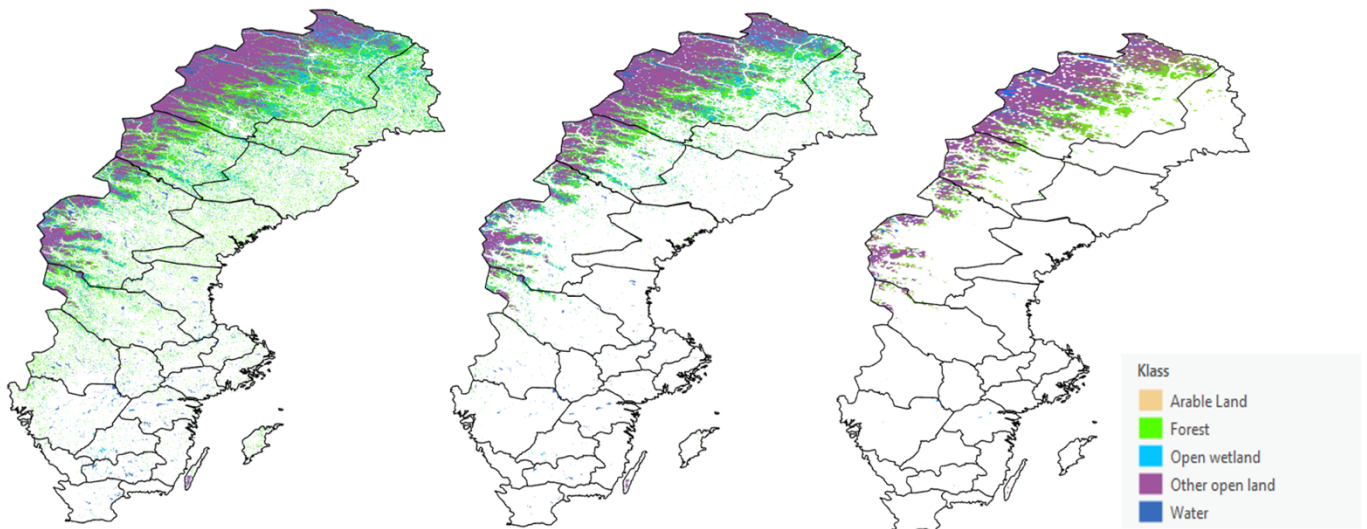 Klass
Arable Land
Forest
Open wetland
Other open land
Water